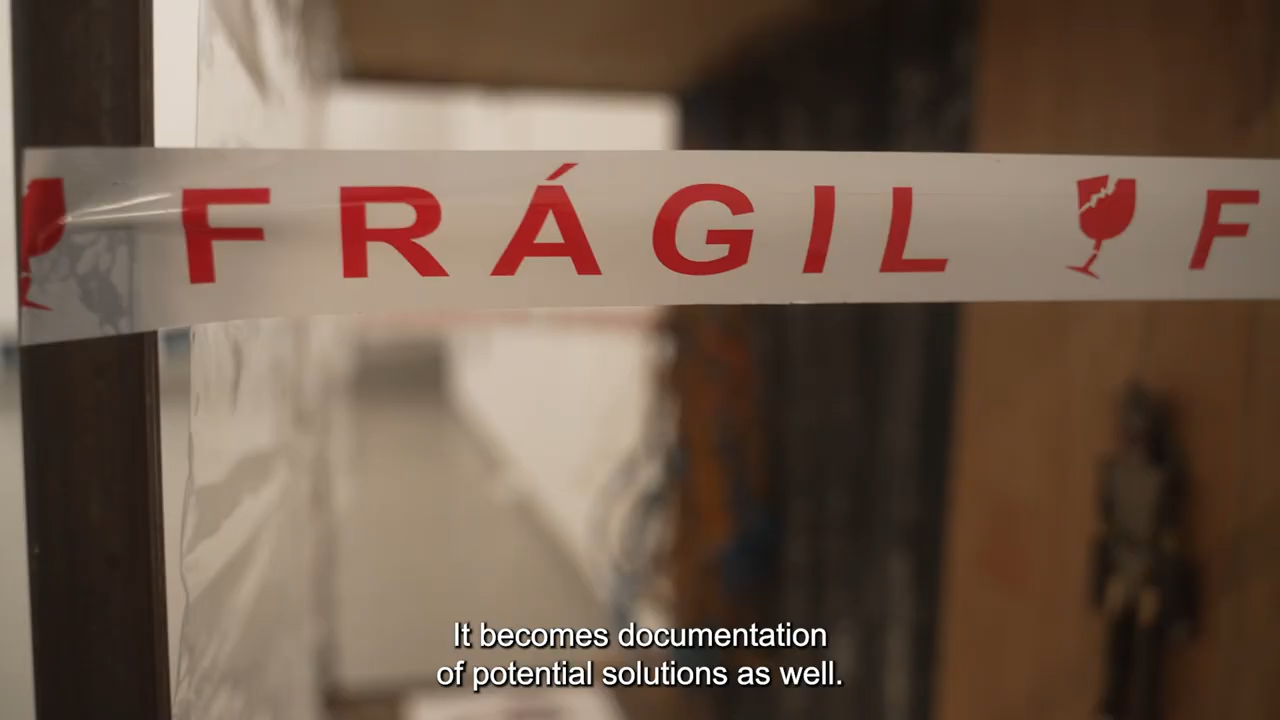 FRÁGIL F
It becomes documentation
of potential solutions as well.